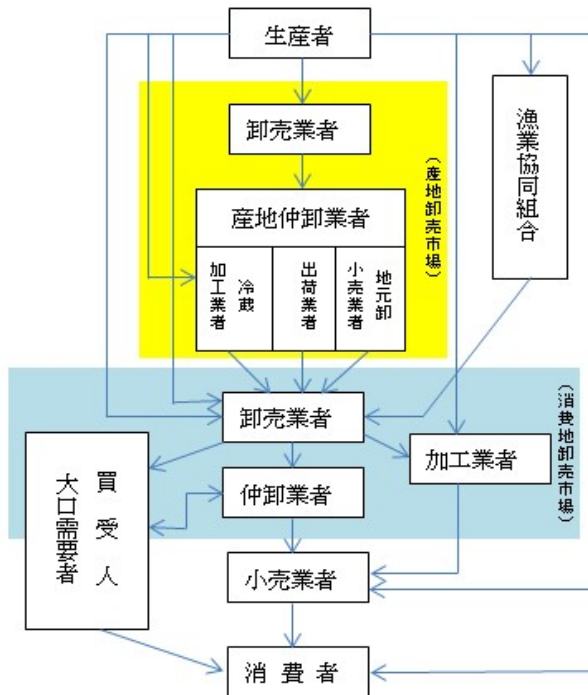 生産者
卸売業者
漁業協同組合
（産地卸売市場）
産地仲卸業者
冷蔵
加工業者
出荷業者
地元卸
小売業者
卸売業者
（消費地卸売市場）
加工業者
買受人
大口需要者
仲卸業者
小売業者
消費者